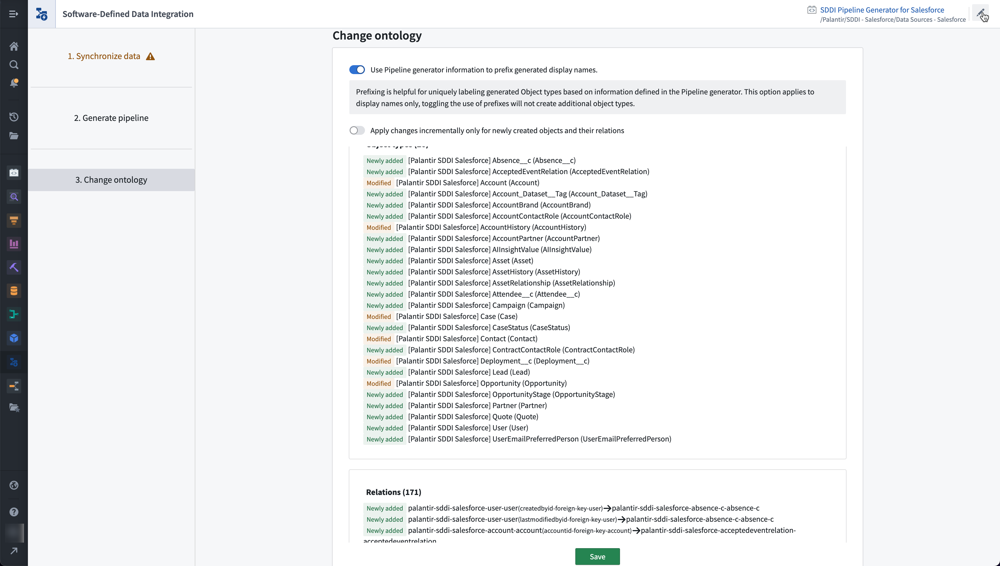 Software-Defined Data Integration
SDDI Pipeline Generator for Salesforce
/Palantir/SDDI - Salesforce/Data Sources - Salesforce
1. Synchronize data
2. Generate pipeline
3. Change ontology
Change ontology
Use Pipeline generator information to prefix generated display names.
Prefixing is helpful for uniquely labeling generated Object types based on information defined in the Pipeline generator. This option applies to
display names only, toggling the use of prefixes will not create additional object types.
Apply changes incrementally only for newly created objects and their relations
Object types
Newly added [Palantir SDDI Salesforce] Absence__c (Absence__c)
Newly added [Palantir SDDI Salesforce] AcceptedEventRelation (AcceptedEventRelation)
Modified [Palantir SDDI Salesforce] Account (Account)
Newly added [Palantir SDDI Salesforce] Account_Dataset__Tag (Account_Dataset__Tag)
Newly added [Palantir SDDI Salesforce] AccountBrand (AccountBrand)
Newly added [Palantir SDDI Salesforce] AccountContactRole (AccountContactRole)
Modified [Palantir SDDI Salesforce] AccountHistory (AccountHistory)
Newly added [Palantir SDDI Salesforce] AccountPartner (AccountPartner)
Newly added [Palantir SDDI Salesforce] AIInsightValue (AIInsightValue)
Newly added [Palantir SDDI Salesforce] Asset (Asset)
Newly added [Palantir SDDI Salesforce] AssetHistory (AssetHistory)
Newly added [Palantir SDDI Salesforce] AssetRelationship (AssetRelationship)
Newly added [Palantir SDDI Salesforce] Attendee__c (Attendee__c)
Newly added [Palantir SDDI Salesforce] Campaign (Campaign)
Modified [Palantir SDDI Salesforce] Case (Case)
Newly added [Palantir SDDI Salesforce] CaseStatus (CaseStatus)
Modified [Palantir SDDI Salesforce] Contact (Contact)
Newly added [Palantir SDDI Salesforce] ContractContactRole (ContractContactRole)
Modified [Palantir SDDI Salesforce] Deployment__c (Deployment__c)
Newly added [Palantir SDDI Salesforce] Lead (Lead)
Modified [Palantir SDDI Salesforce] Opportunity (Opportunity)
Newly added [Palantir SDDI Salesforce] OpportunityStage (OpportunityStage)
Newly added [Palantir SDDI Salesforce] Partner (Partner)
Newly added [Palantir SDDI Salesforce] Quote (Quote)
Newly added [Palantir SDDI Salesforce] User (User)
Newly added [Palantir SDDI Salesforce] UserEmailPreferredPerson (UserEmailPreferredPerson)
Relations (171)
Newly added palantir-sddi-salesforce-user-user(createdbyid-foreign-key-user)→palantir-sddi-salesforce-absence-c-absence-c
Newly added palantir-sddi-salesforce-user-user(lastmodifiedbyid-foreign-key-user)→palantir-sddi-salesforce-absence-c-absence-c
Newly added palantir-sddi-salesforce-account-account(accountid-foreign-key-account)→palantir-sddi-salesforce-acceptedeventrelation-
acceptedeventrelation
Save